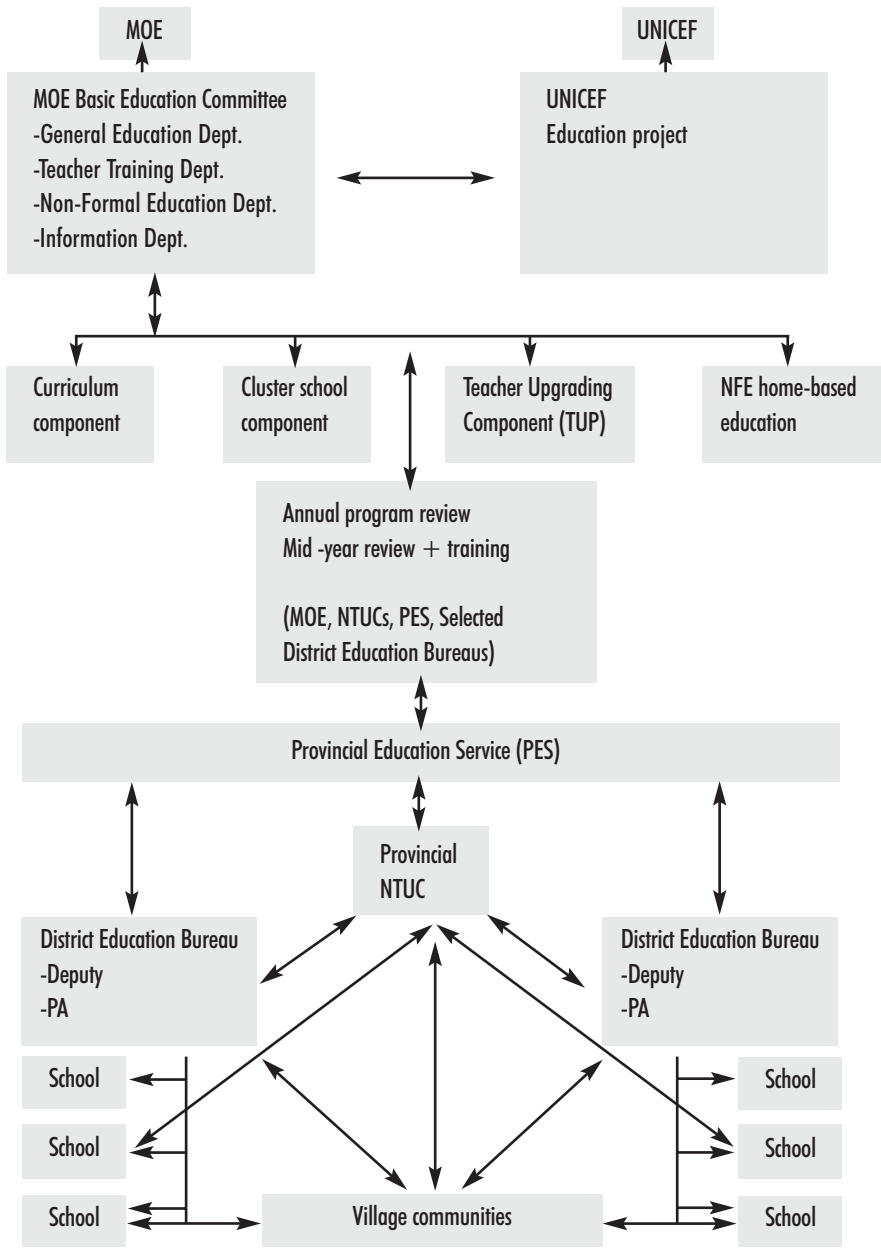 MOE
UNICEF
MOE Basic Education Committee
-General Education Dept.
-Teacher Training Dept.
-Non-Formal Education Dept.
-Information Dept.
UNICEF
Education project
Curriculum
component
Cluster school
component
Teacher Upgrading
Component (TUP)
NFE home-based
education
Annual program review
Mid -year review + training
(MOE, NTUCs, PES, Selected
District Education Bureaus)
Provincial Education Service (PES)
Provincial
NTUC
District Education Bureau
-Deputy
-PA
District Education Bureau
-Deputy
-PA
School
School
School
School
School
School
Village communities